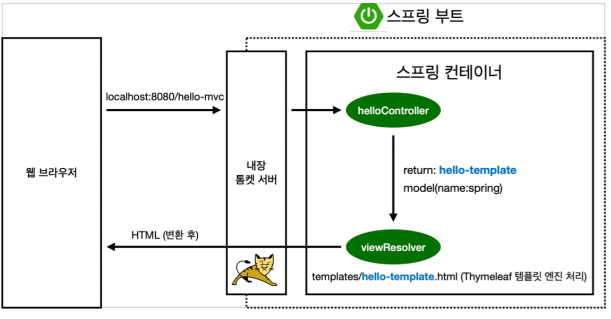 스프링 부트
스프링 컨테이너
localhost:8080/hello-mvc
helloController
웹 브라우저
내장
톰켓 서버
return: hello-template
model(name:spring)
HTML (변환 후)
viewResolver
templates/hello-template.html (Thymeleaf 템플릿 엔진 처리)